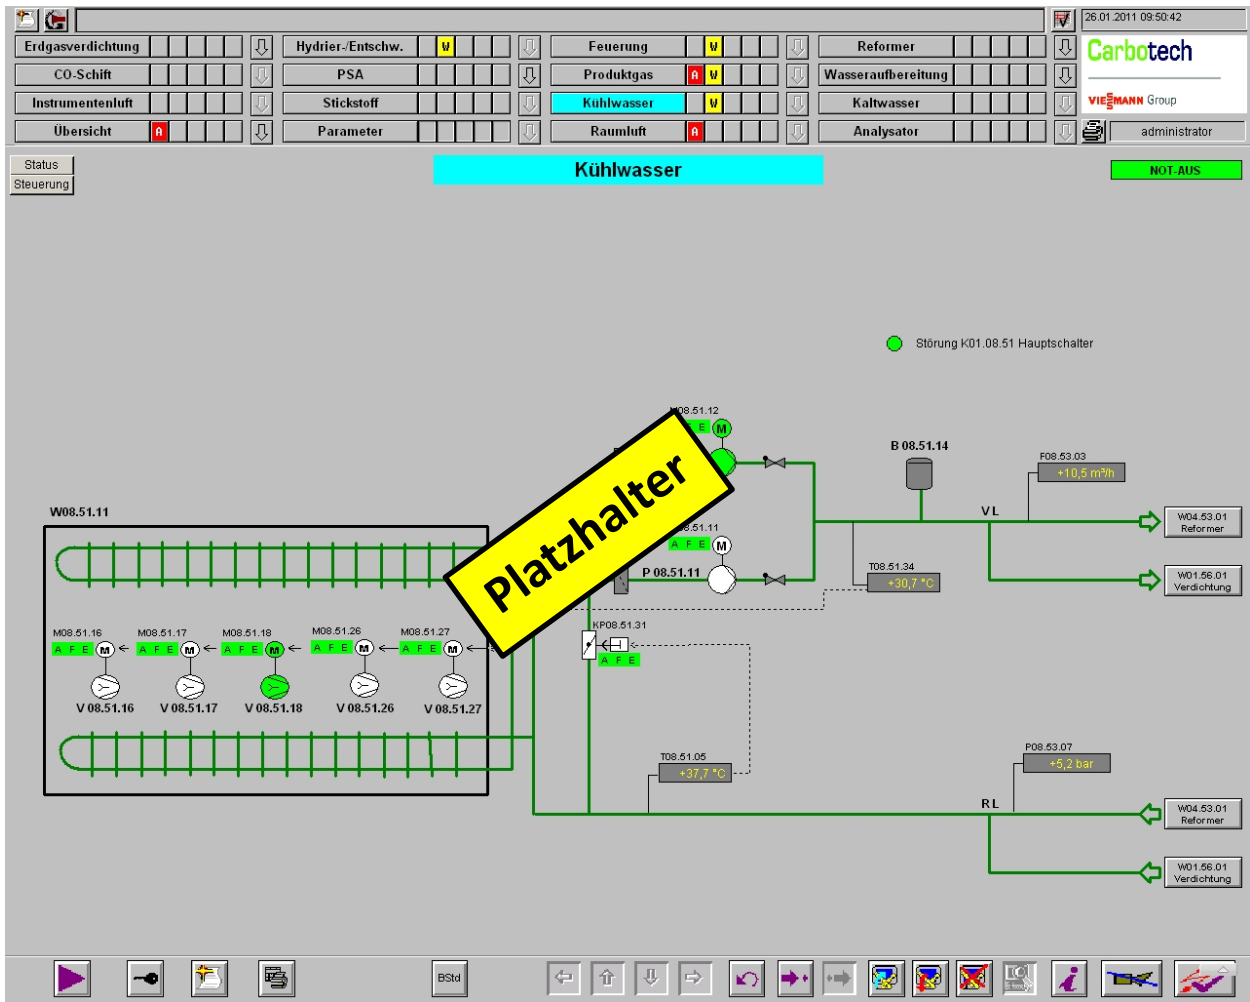 26.01.2011 09:50:42
Erdgasverdichtung
Hydrier-/Entschw. W
Feuerung W
Reformer
CO-Schift
PSA
Produktgas A W
Wasseraufbereitung
Instrumentenluft
Stickstoff
Kühlwasser W
Kaltwasser
Übersicht A
Parameter
Raumluft A
Analysator
Carbotech
VIESSMANN Group
administrator
Status
Steuerung
Kühlwasser
NOT-AUS
Störung K01.08.51 Hauptschalter
08.51.12
E M
B 08.51.14
F08.53.03
+10,5 m³/h
W08.51.11
VL
W04.53.01
Reformer
Platzhalter
08.51.11
A F E M
P 08.51.11
T08.51.34
+30,7 °C
W01.56.01
Verdichtung
KP08.51.31
A F E
M08.51.16
A F E M
M08.51.17
A F E M
M08.51.18
A F E M
M08.51.26
A F E M
M08.51.27
A F E M
V 08.51.16
V 08.51.17
V 08.51.18
V 08.51.26
V 08.51.27
T08.51.05
+37,7 °C
P08.53.07
+5,2 bar
RL
W04.53.01
Reformer
W01.56.01
Verdichtung
BStd